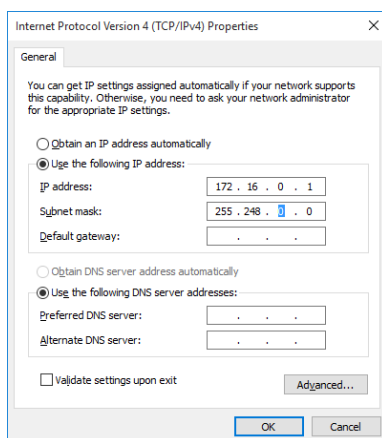 Internet Protocol Version 4 (TCP/IPv4) Properties
General
You can get IP settings assigned automatically if your network supports
this capability. Otherwise, you need to ask your network administrator
for the appropriate IP settings.
Obtain an IP address automatically
Use the following IP address:
IP address: 172 . 16 . 0 . 1
Subnet mask: 255 . 248 . 0 . 0
Default gateway: . . .
Obtain DNS server address automatically
Use the following DNS server addresses:
Preferred DNS server: . . .
Alternate DNS server: . . .
Validate settings upon exit
Advanced...
OK Cancel